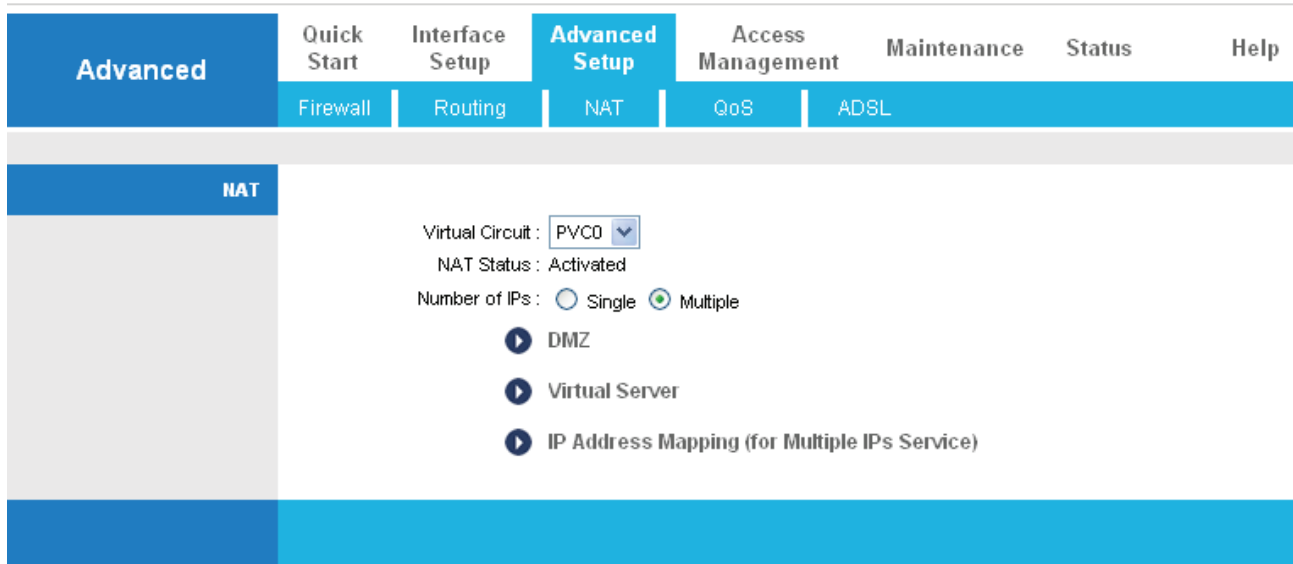 Advanced
Quick Start
Interface Setup
Advanced Setup
Access Management
Maintenance
Status
Help
Firewall
Routing
NAT
QoS
ADSL
NAT
Virtual Circuit : PVC0
NAT Status : Activated
Number of IPs : Single Multiple
DMZ
Virtual Server
IP Address Mapping (for Multiple IPs Service)